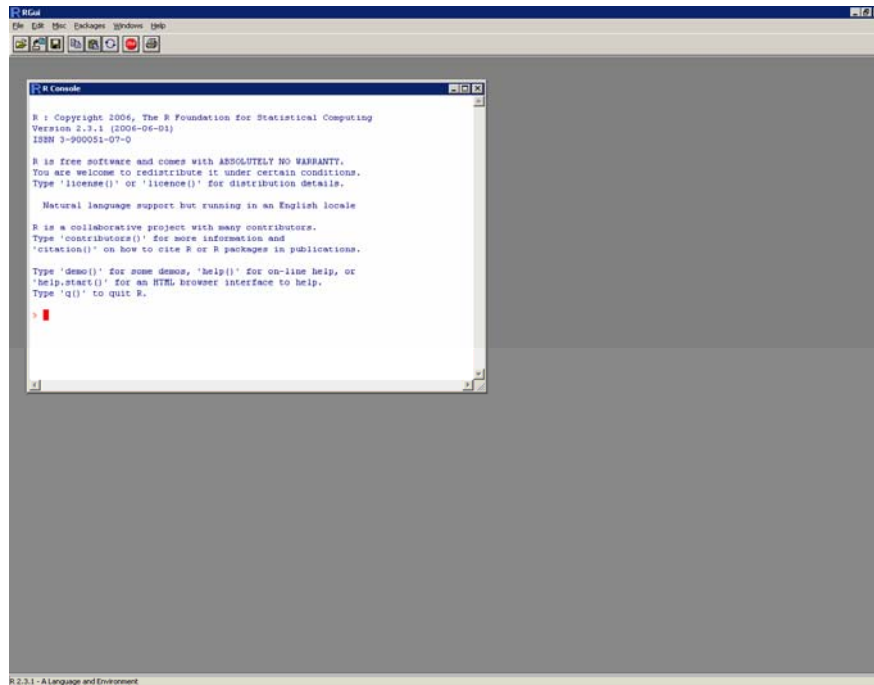 RGui
File Edit Misc Packages Windows Help
STOP
R Console
R : Copyright 2006, The R Foundation for Statistical Computing
Version 2.3.1 (2006-06-01)
ISBN 3-900051-07-0
R is free software and comes with ABSOLUTELY NO WARRANTY.
You are welcome to redistribute it under certain conditions.
Type 'license()' or 'licence()' for distribution details.
Natural language support but running in an English locale
R is a collaborative project with many contributors.
Type 'contributors()' for more information and
'citation()' on how to cite R or R packages in publications.
Type 'demo()' for some demos, 'help()' for on-line help, or
'help.start()' for an HTML browser interface to help.
Type 'q()' to quit R.
>
R 2.3.1 - A Language and Environment